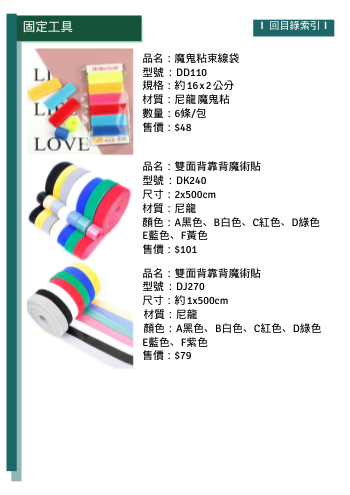 固定工具
I 回目錄索引 I
品名：魔鬼粘束線袋
型號：DD110
規格：約16 x 2 公分
材質：尼龍 魔鬼粘
數量：6條/包
售價：$48
LOVE
品名：雙面背靠背魔術貼
型號：DK240
尺寸：2x500cm
材質：尼龍
顏色：A黑色、B白色、C紅色、D綠色
E藍色、F黃色
售價：$101
品名：雙面背靠背魔術貼
型號：DJ270
尺寸：約1x500cm
材質：尼龍
顏色：A黑色、B白色、C紅色、D綠色
E藍色、F紫色
售價：$79